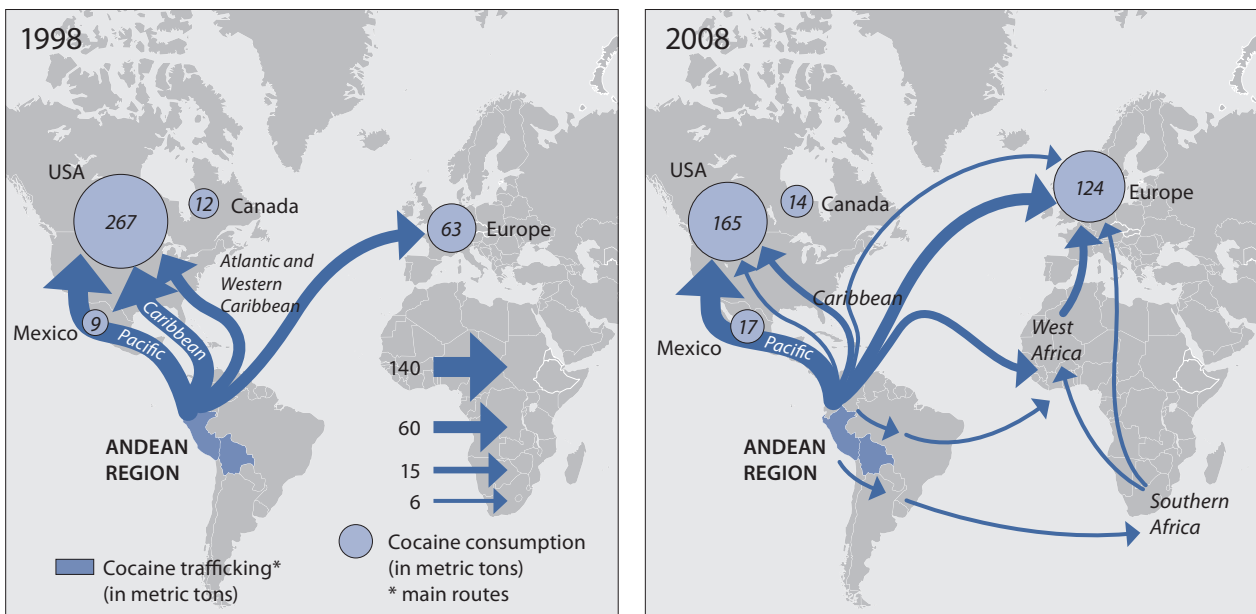 1998
USA
267
12
Canada
63
Europe
Atlantic and
Western
Caribbean
Mexico
9
Caribbean
Pacific
140
60
15
6
ANDEAN
REGION
Cocaine trafficking*
(in metric tons)
Cocaine consumption
(in metric tons)
* main routes
2008
USA
165
14
Canada
124
Europe
Caribbean
Mexico
17
Pacific
West
Africa
ANDEAN
REGION
Southern
Africa